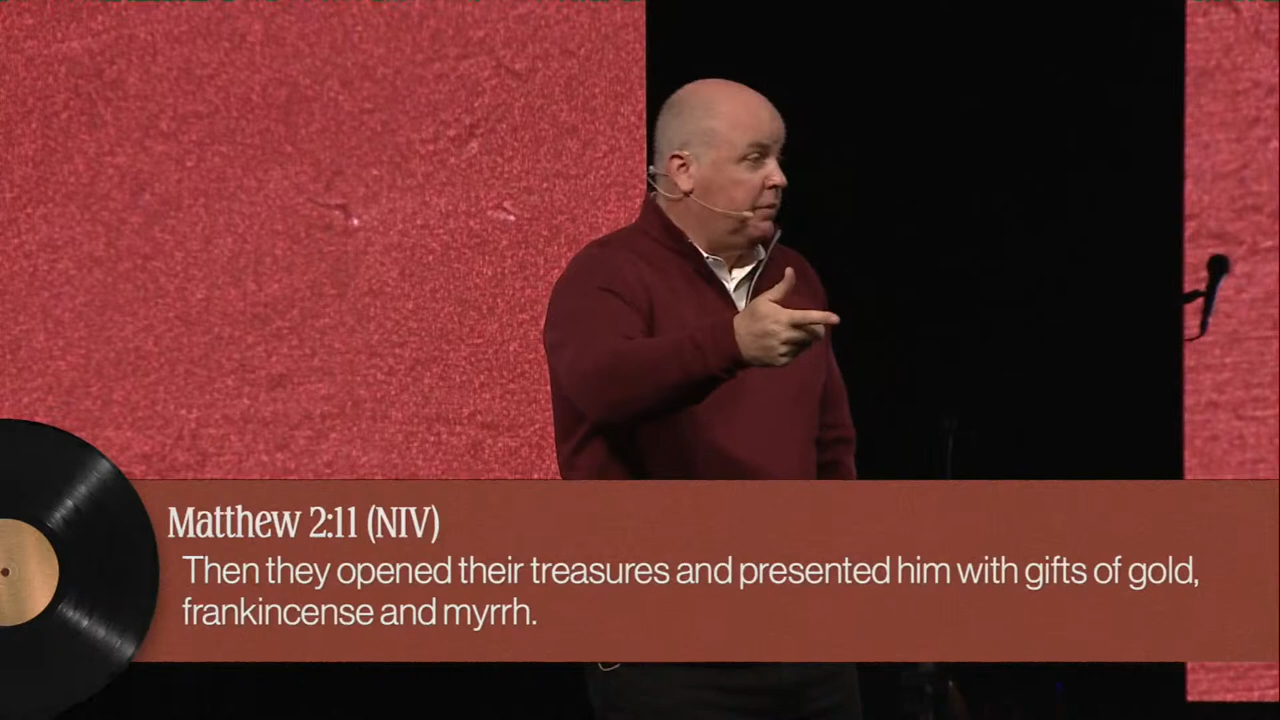 Matthew 2:11 (NIV)
Then they opened their treasures and presented him with gifts of gold,
frankincense and myrrh.